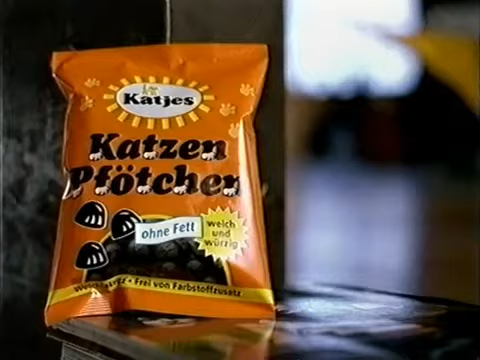 Katjes
Katzen
Pfötchen
ohne Fett
weich
und
würzig
Frei von Farbstoffzusatz